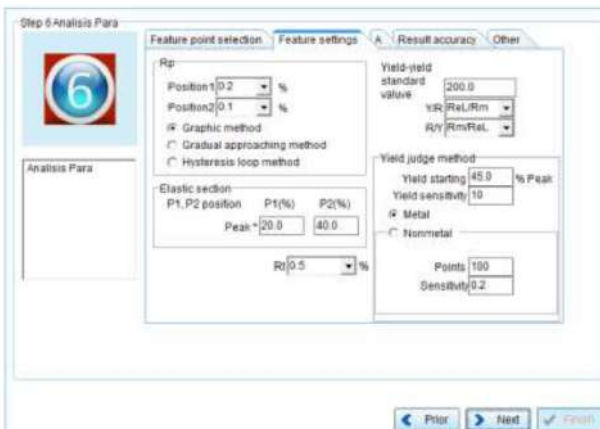 Step 6 Analisis Para
Feature point selection
Feature settings
A
Result accuracy
Other
6
Analisis Para
Rp
Position1 0.2 %
Position2 0.1 %
Graphic method
Gradual approaching method
Hysteresis loop method
Elastic section
P1, P2 position P1(%) P2(%)
Peak * 20.0 40.0
Rt 0.5 %
Yield-yield
standard
valuve 200.0
Y/R ReL/Rm
R/Y Rm/ReL
Yield judge method
Yield starting 45.0 % Peak
Yield sensitivity 10
Metal
Nonmetal
Points 100
Sensitivity 0.2
Prior
Next
Finish